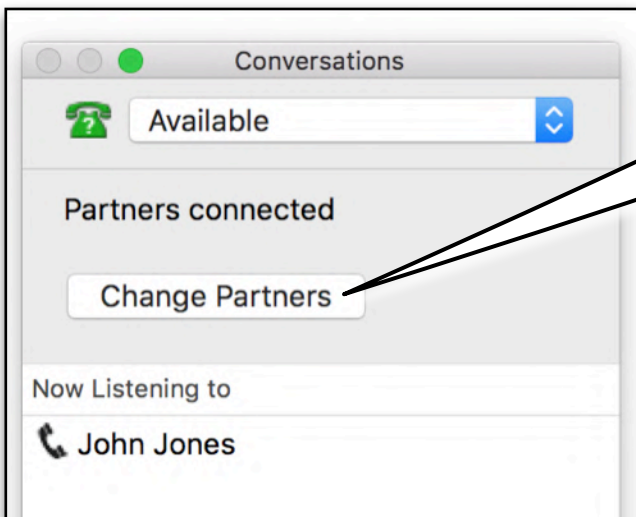 Conversations
?
Available
Partners connected
Change Partners
Now Listening to
John Jones